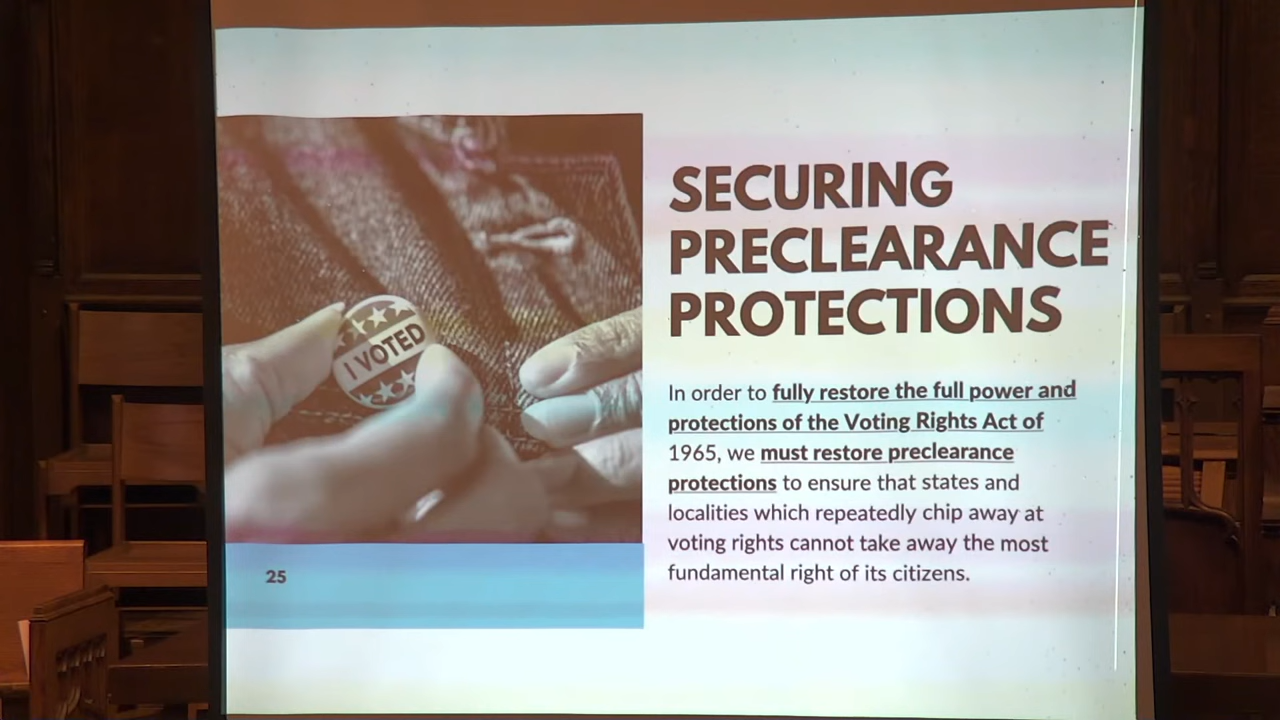 SECURING
PRECLEARANCE
PROTECTIONS
In order to fully restore the full power and
protections of the Voting Rights Act of
1965, we must restore preclearance
protections to ensure that states and
localities which repeatedly chip away at
voting rights cannot take away the most
fundamental right of its citizens.
I VOTED
25